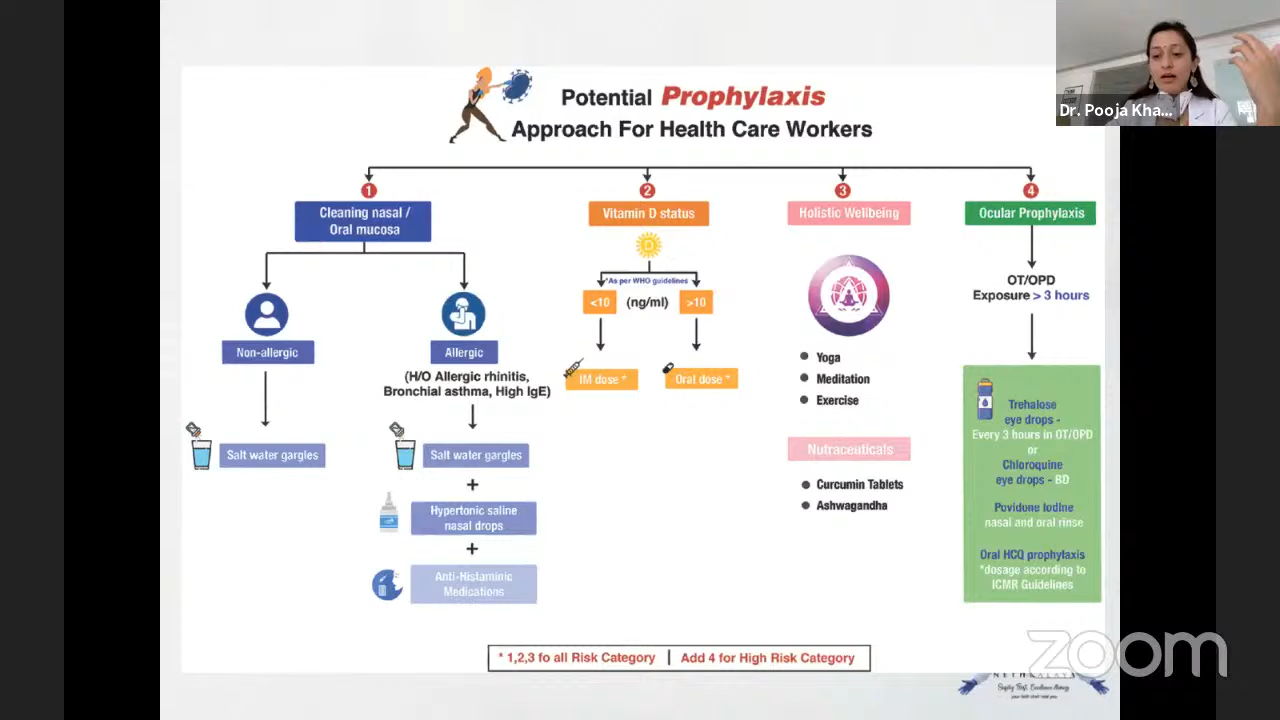 Potential Prophylaxis
Approach For Health Care Workers
Dr. Pooja Kha...
1
Cleaning nasal /
Oral mucosa
Non-allergic
Salt water gargles
Allergic
(H/O Allergic rhinitis,
Bronchial asthma, High IgE)
Salt water gargles
+
Hypertonic saline
nasal drops
+
Anti-Histaminic
Medications
2
Vitamin D status
D
*As per WHO guidelines
<10 (ng/ml) >10
IM dose *
Oral dose *
3
Holistic Wellbeing
Yoga
Meditation
Exercise
Nutraceuticals
Curcumin Tablets
Ashwagandha
4
Ocular Prophylaxis
OT/OPD
Exposure > 3 hours
Trehalose
eye drops -
Every 3 hours in OT/OPD
or
Chloroquine
eye drops - BD
Povidone Iodine
nasal and oral rinse
Oral HCQ prophylaxis
*dosage according to
ICMR Guidelines
* 1,2,3 fo all Risk Category | Add 4 for High Risk Category
zoom